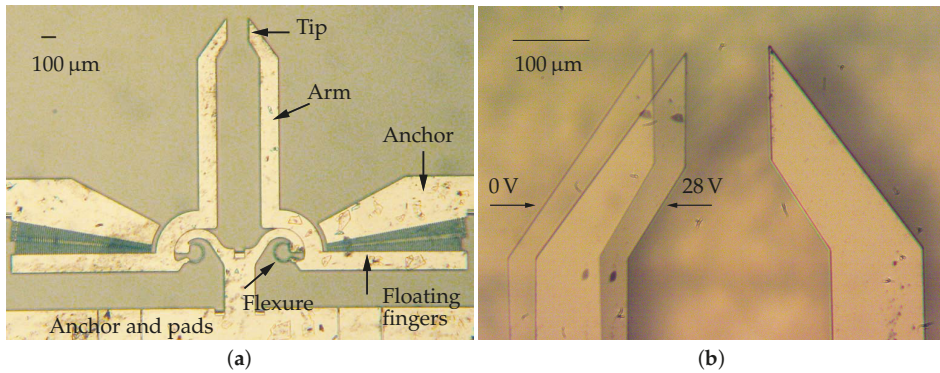 Tip
100 μm
Arm
Anchor
Flexure
Floating
fingers
Anchor and pads
(a)
100 μm
0 V
28 V
(b)